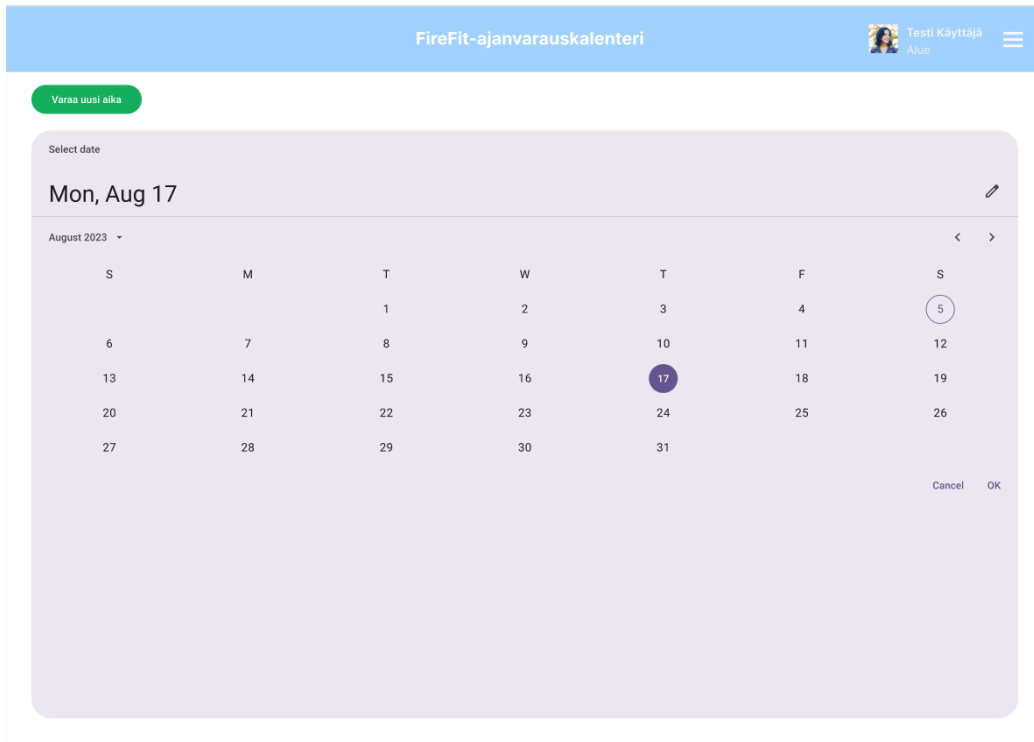 FireFit-ajanvarauskalenteri
Testi Käyttäjä
Alue
Varaa uusi aika
Select date
Mon, Aug 17
August 2023
S M T W T F S
1 2 3 4 5
6 7 8 9 10 11 12
13 14 15 16 17 18 19
20 21 22 23 24 25 26
27 28 29 30 31
Cancel OK